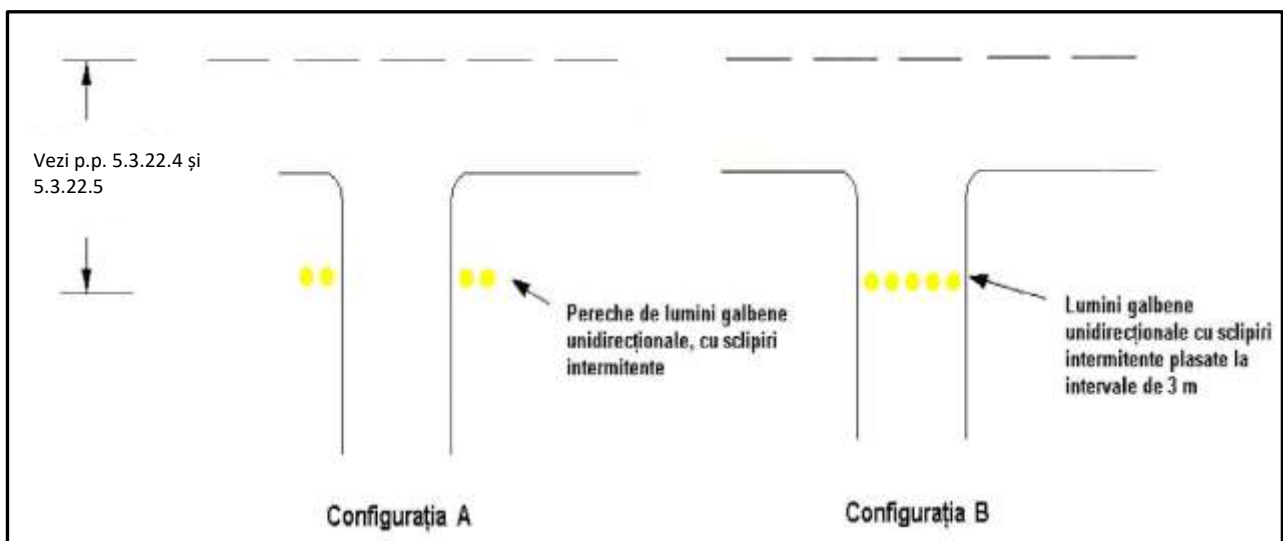 Vezi p.p. 5.3.22.4 și
5.3.22.5
Pereche de lumini galbene
unidirecționale, cu sclipiri
intermitente
Configurația A
Lumini galbene
unidirecționale cu sclipiri
intermitente plasate la
intervale de 3 m
Configurația B